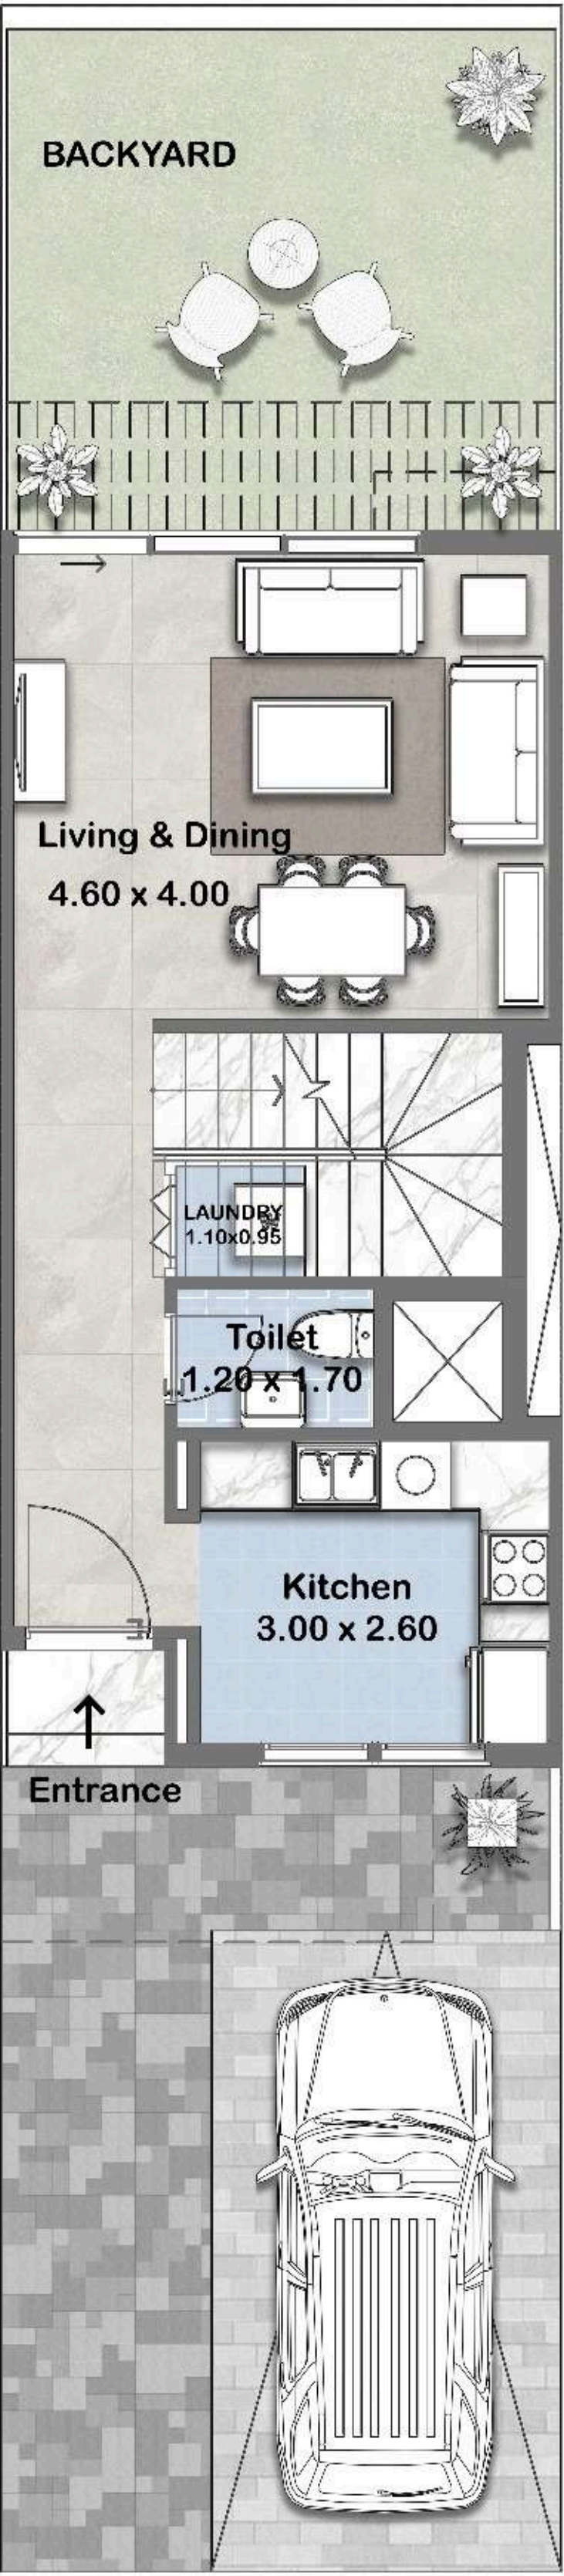 BACKYARD
Living & Dining
4.60 x 4.00
LAUNDRY
1.10x0.95
Toilet
1.20 x 1.70
Kitchen
3.00 x 2.60
Entrance